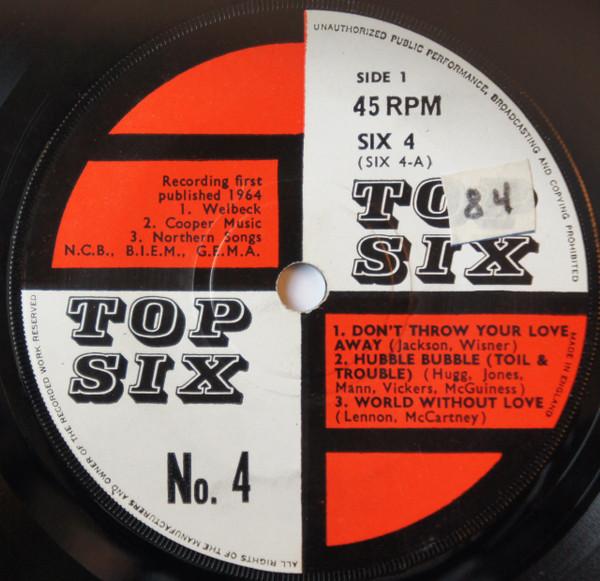 UNAUTHORIZED PUBLIC PERFORMANCE, BROADCASTING AND COPYING PROHIBITED
SIDE 1
45 RPM
SIX 4
(SIX 4-A)
84
SIX
Recording first
published 1964
1. Welbeck
2. Cooper Music
3. Northern Songs
N.C.B., B.I.E.M., G.E.M.A.
TOP
SIX
No. 4
1. DON'T THROW YOUR LOVE
AWAY (Jackson, Wisner)
2. HUBBLE BUBBLE (TOIL &
TROUBLE) (Hugg, Jones,
Mann, Vickers, McGuiness)
3. WORLD WITHOUT LOVE
(Lennon, McCartney)
MADE IN ENGLAND
ALL RIGHTS OF THE MANUFACTURERS AND OWNER OF THE RECORDED WORK RESERVED